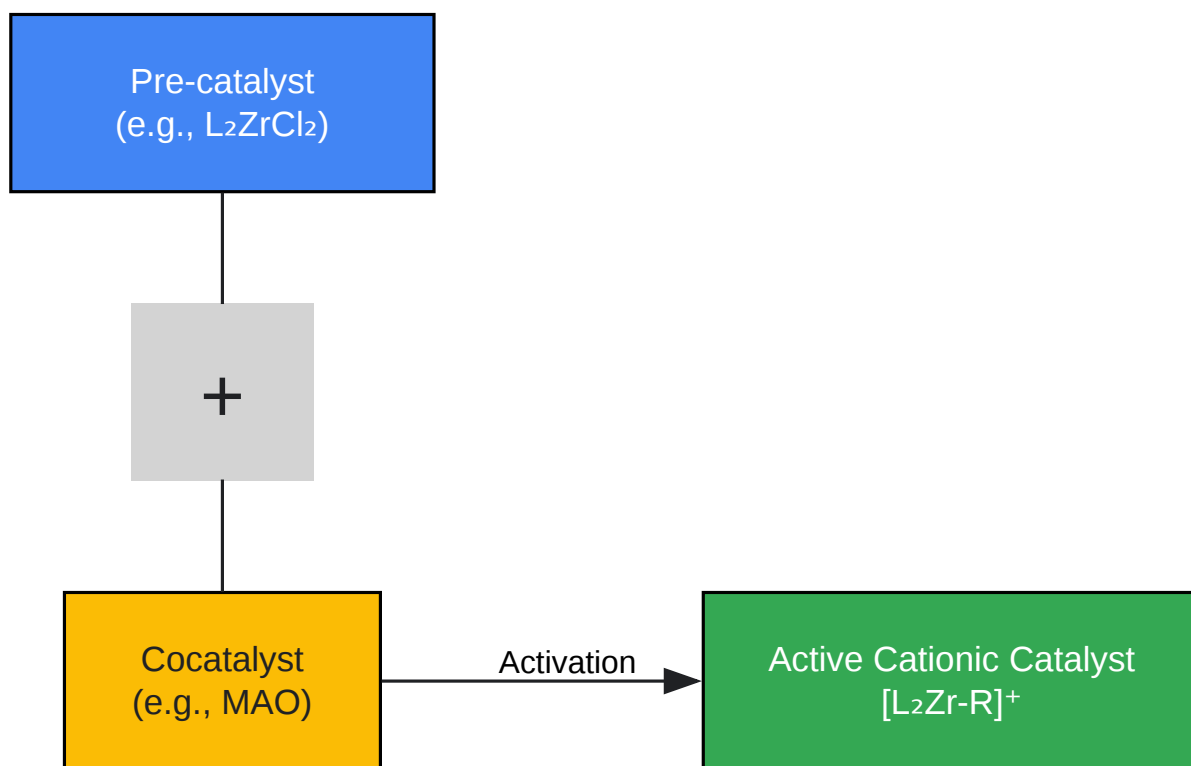 Pre-catalyst
(e.g., L₂ZrCl₂)
+
Cocatalyst
(e.g., MAO)
Activation
Active Cationic Catalyst
[L₂Zr-R]⁺